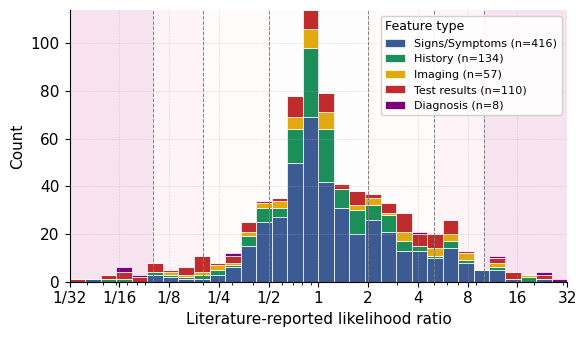 Count
100
80
60
40
20
0
Feature type
Signs/Symptoms (n=416)
History (n=134)
Imaging (n=57)
Test results (n=110)
Diagnosis (n=8)
1/32 1/16 1/8 1/4 1/2 1 2 4 8 16 32
Literature-reported likelihood ratio